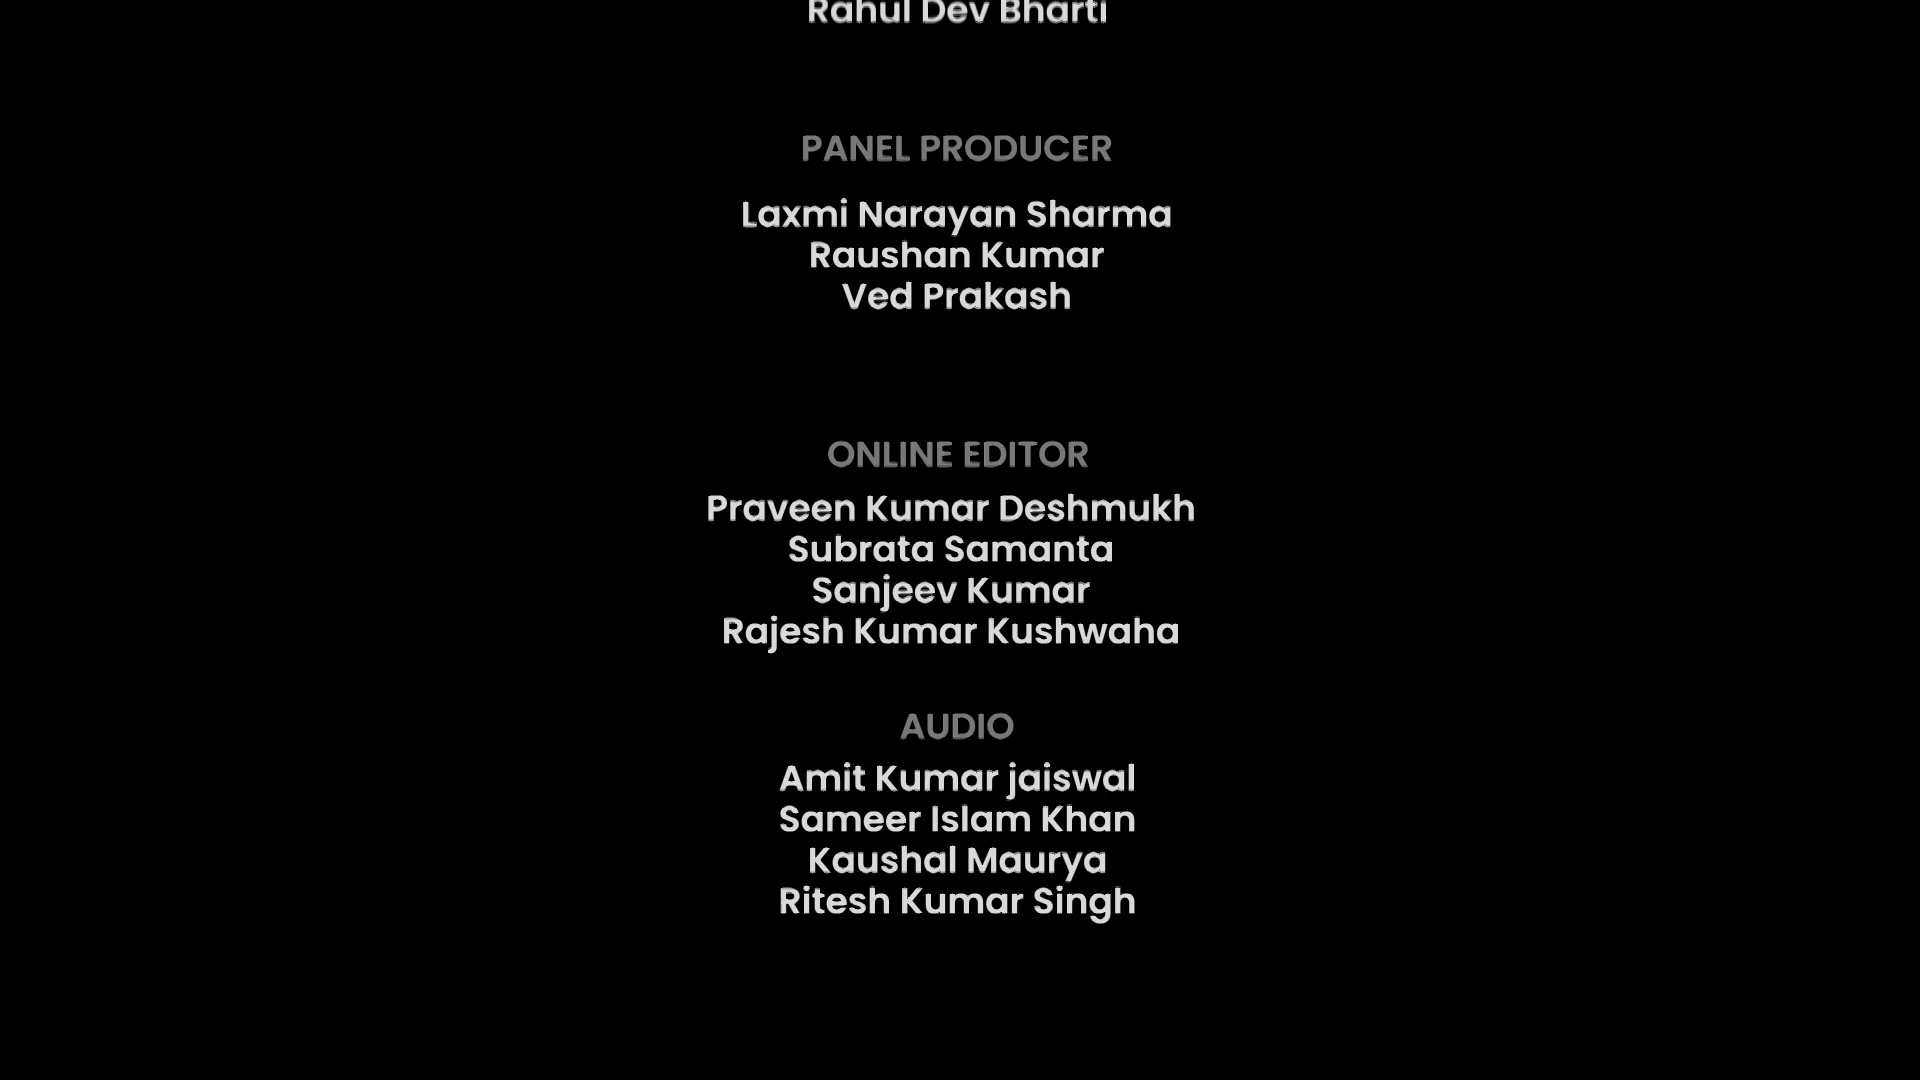 Rahul Dev Bharti
PANEL PRODUCER
Laxmi Narayan Sharma
Raushan Kumar
Ved Prakash
ONLINE EDITOR
Praveen Kumar Deshmukh
Subrata Samanta
Sanjeev Kumar
Rajesh Kumar Kushwaha
AUDIO
Amit Kumar jaiswal
Sameer Islam Khan
Kaushal Maurya
Ritesh Kumar Singh